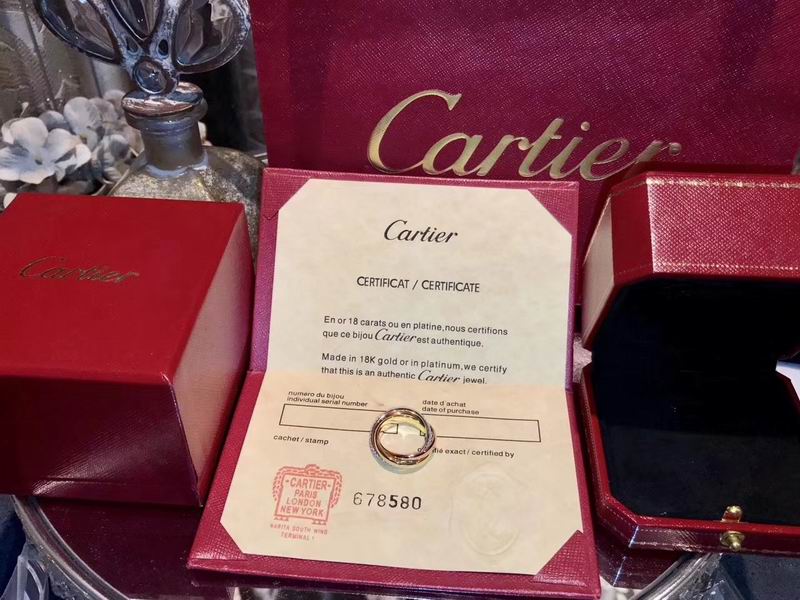 Cartier
Cartier
Cartier
CERTIFICAT / CERTIFICATE
En or 18 carats ou en platine,nous certifions
que ce bijou Cartier est authentique.
Made in 18K gold or in platinum,we certify
that this is an authentic Cartier jewel.
numéro du bijou
individual serial number
date d'achat
date of purchase
cachet / stamp
exact / certified by
-CARTIER-
PARIS
LONDON
NEW YORK
NARITA SOUTH WING
TERMINAL 1
678580